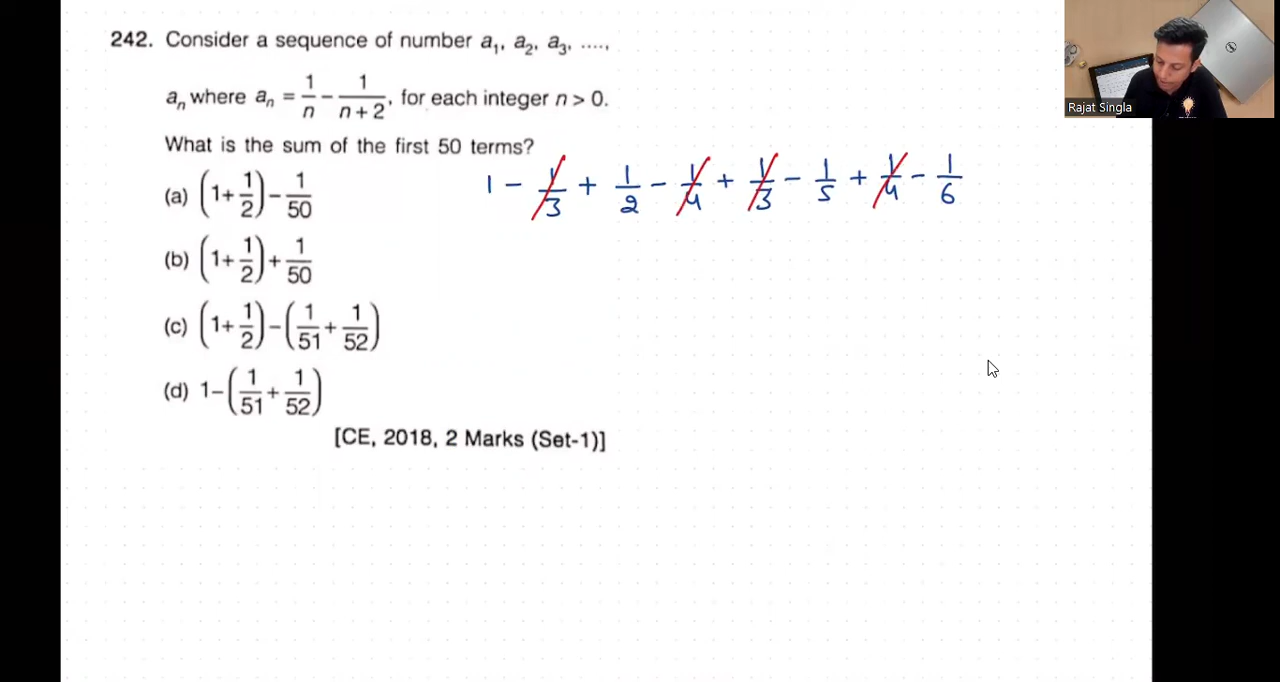 242. Consider a sequence of number a₁, a₂, a₃, ....,
aₙ where aₙ = 1/n − 1/(n+2), for each integer n > 0.
What is the sum of the first 50 terms?
1 − 1/3 + 1/2 − 1/4 + 1/3 − 1/5 + 1/4 − 1/6
(a) (1+1/2)−1/50
(b) (1+1/2)+1/50
(c) (1+1/2)−(1/51+1/52)
(d) 1−(1/51+1/52)
[CE, 2018, 2 Marks (Set-1)]
Rajat Singla